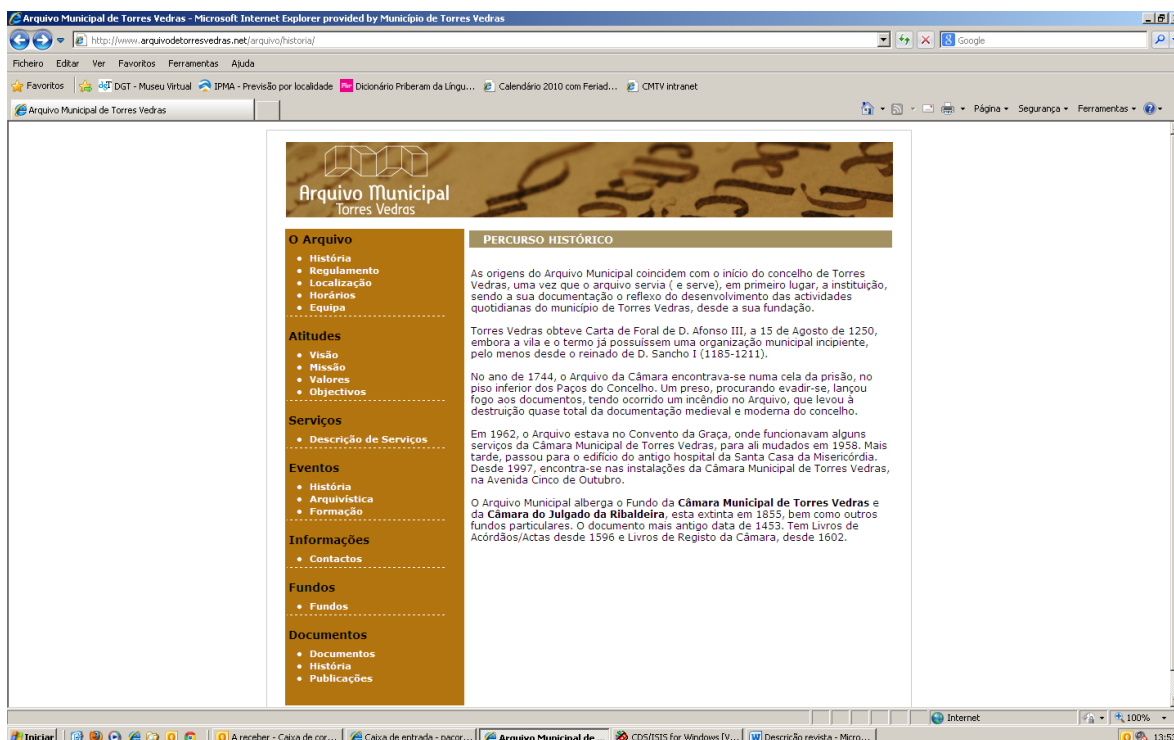 Arquivo Municipal de Torres Vedras - Microsoft Internet Explorer provided by Município de Torres Vedras
http://www.arquivodetorresvedras.net/arquivo/historia/
Google
Ficheiro Editar Ver Favoritos Ferramentas Ajuda
Favoritos DGT - Museu Virtual IPMA - Previsão por localidade Dicionário Priberam da Língu... Calendário 2010 com Feriad... CMTV intranet
Arquivo Municipal de Torres Vedras
Página Segurança Ferramentas
Arquivo Municipal
Torres Vedras
O Arquivo
História
Regulamento
Localização
Horários
Equipa
Atitudes
Visão
Missão
Valores
Objectivos
Serviços
Descrição de Serviços
Eventos
História
Arquivística
Formação
Informações
Contactos
Fundos
Fundos
Documentos
Documentos
História
Publicações
PERCURSO HISTÓRICO
As origens do Arquivo Municipal coincidem com o início do concelho de Torres
Vedras, uma vez que o arquivo servia ( e serve), em primeiro lugar, a instituição,
sendo a sua documentação o reflexo do desenvolvimento das actividades
quotidianas do município de Torres Vedras, desde a sua fundação.
Torres Vedras obteve Carta de Foral de D. Afonso III, a 15 de Agosto de 1250,
embora a vila e o termo já possuíssem uma organização municipal incipiente,
pelo menos desde o reinado de D. Sancho I (1185-1211).
No ano de 1744, o Arquivo da Câmara encontrava-se numa cela da prisão, no
piso inferior dos Paços do Concelho. Um preso, procurando evadir-se, lançou
fogo aos documentos, tendo ocorrido um incêndio no Arquivo, que levou à
destruição quase total da documentação medieval e moderna do concelho.
Em 1962, o Arquivo estava no Convento da Graça, onde funcionavam alguns
serviços da Câmara Municipal de Torres Vedras, para ali mudados em 1958. Mais
tarde, passou para o edifício do antigo hospital da Santa Casa da Misericórdia.
Desde 1997, encontra-se nas instalações da Câmara Municipal de Torres Vedras,
na Avenida Cinco de Outubro.
O Arquivo Municipal alberga o Fundo da Câmara Municipal de Torres Vedras e
da Câmara do Julgado da Ribaldeira, esta extinta em 1855, bem como outros
fundos particulares. O documento mais antigo data de 1453. Tem Livros de
Acórdãos/Actas desde 1596 e Livros de Registo da Câmara, desde 1602.
Internet 100%
Iniciar A receber - Caixa de cor... Caixa de entrada - pacor... Arquivo Municipal de ... CDS/ISIS for Windows [V... Descrição revista - Micro...